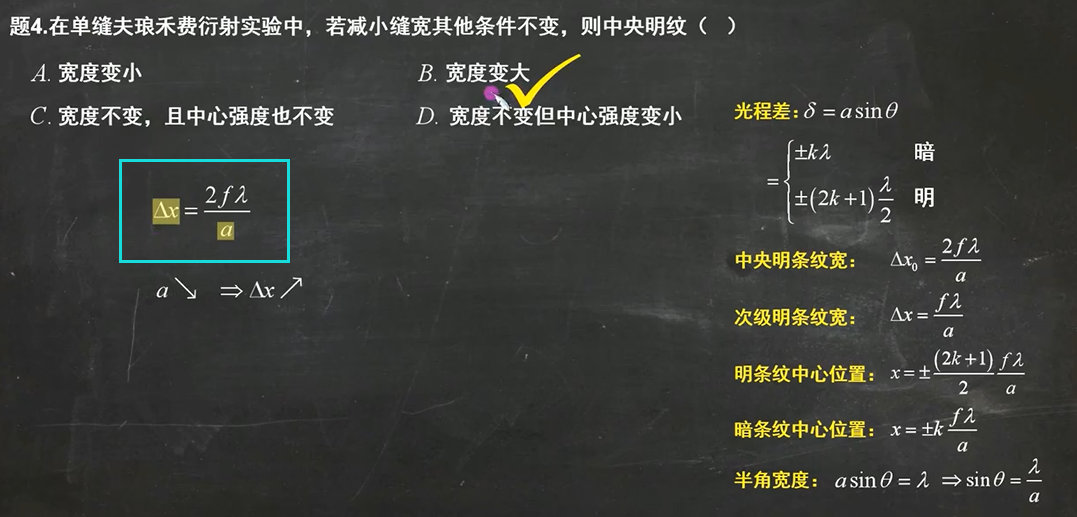 题4.在单缝夫琅禾费衍射实验中，若减小缝宽其他条件不变，则中央明纹（ ）
A. 宽度变小 B. 宽度变大
C. 宽度不变，且中心强度也不变 D. 宽度不变但中心强度变小
Δx = 2fλ/a
a ↘ ⇒ Δx ↗
光程差：δ = a sinθ
= { ±kλ 暗
±(2k+1) λ/2 明
中央明条纹宽： Δx₀ = 2fλ/a
次级明条纹宽： Δx = fλ/a
明条纹中心位置： x = ± (2k+1)/2 fλ/a
暗条纹中心位置： x = ±k fλ/a
半角宽度： a sinθ = λ ⇒ sinθ = λ/a